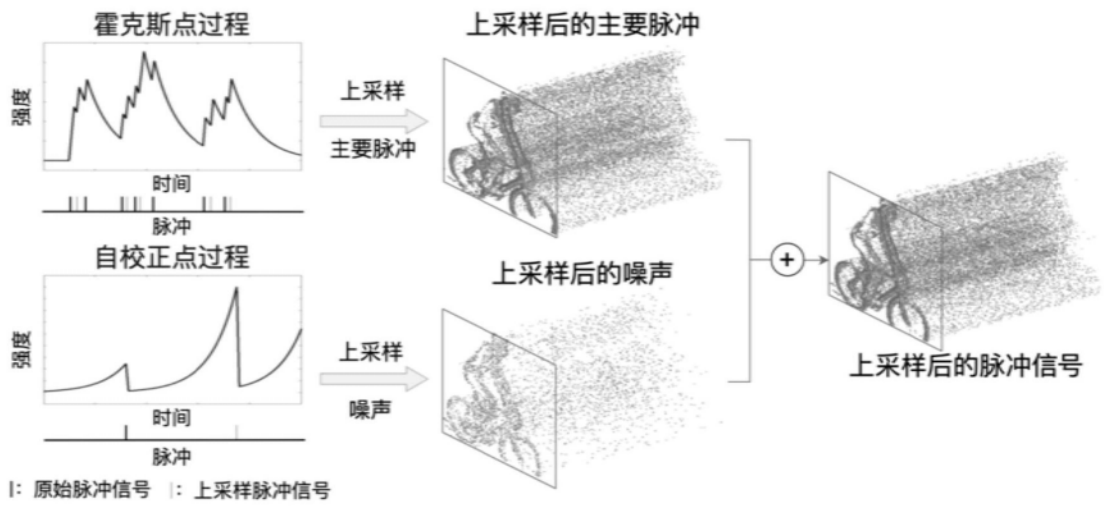 霍克斯点过程
强度
时间
脉冲
上采样
主要脉冲
上采样后的主要脉冲
自校正点过程
强度
时间
脉冲
上采样
噪声
上采样后的噪声
+
上采样后的脉冲信号
|: 原始脉冲信号 |: 上采样脉冲信号